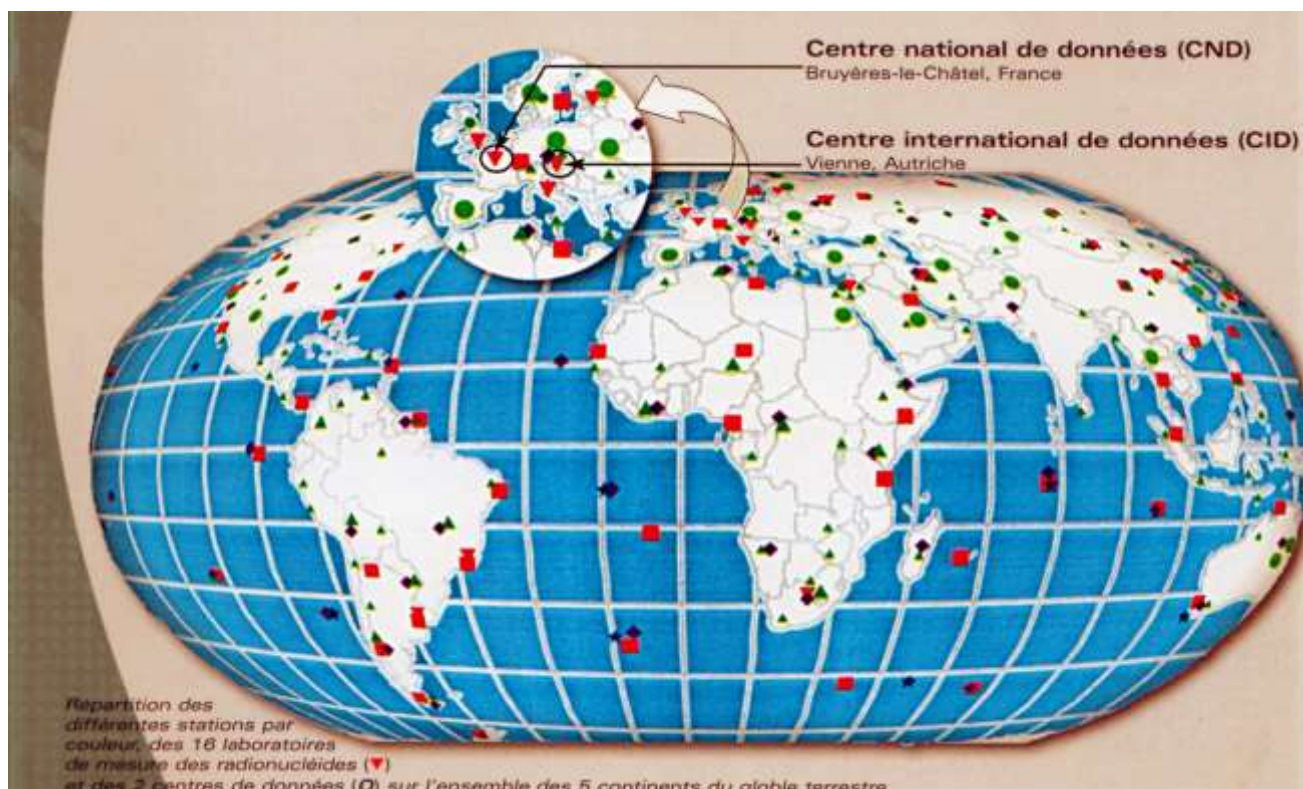 Centre national de données (CND)
Bruyères-le-Châtel, France
Centre international de données (CID)
Vienne, Autriche
Répartition des
différentes stations par
couleur, des 16 laboratoires
de mesure des radionucléides (▼)
et des 2 centres de données (O) sur l'ensemble des 5 continents du globle terrestre